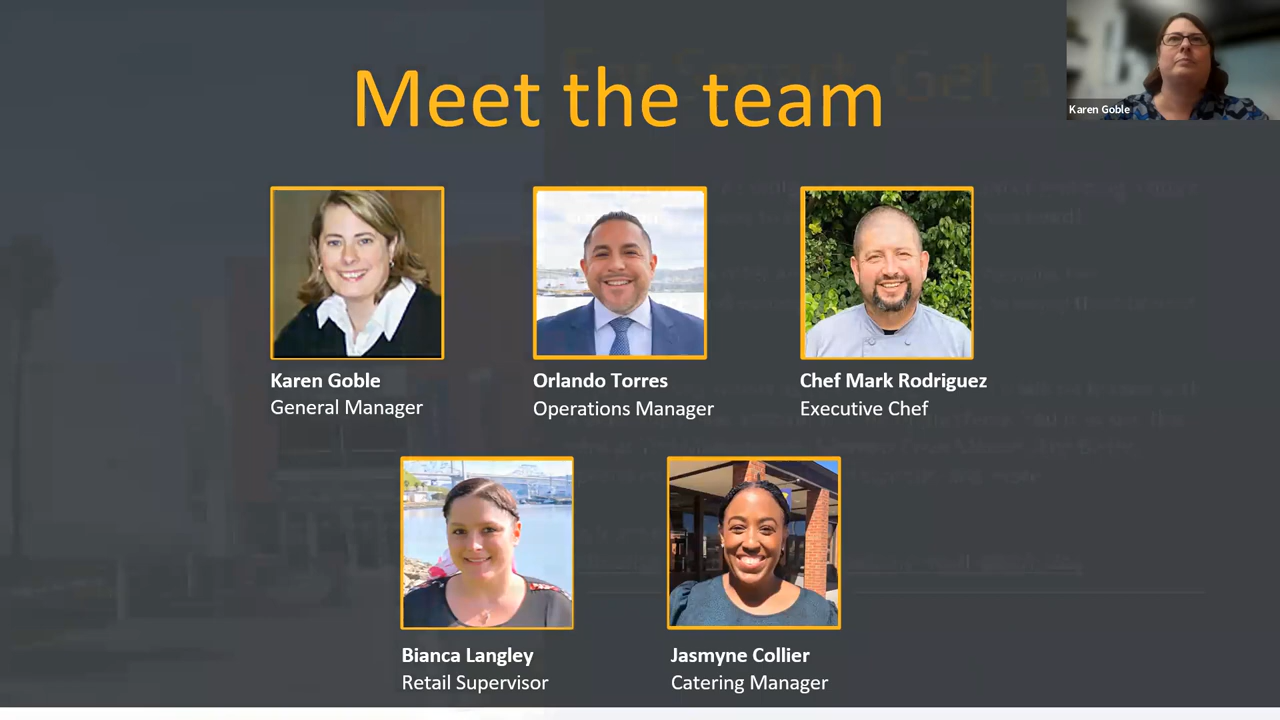 Meet the team
Karen Goble
Karen Goble
General Manager
Orlando Torres
Operations Manager
Chef Mark Rodriguez
Executive Chef
Bianca Langley
Retail Supervisor
Jasmyne Collier
Catering Manager